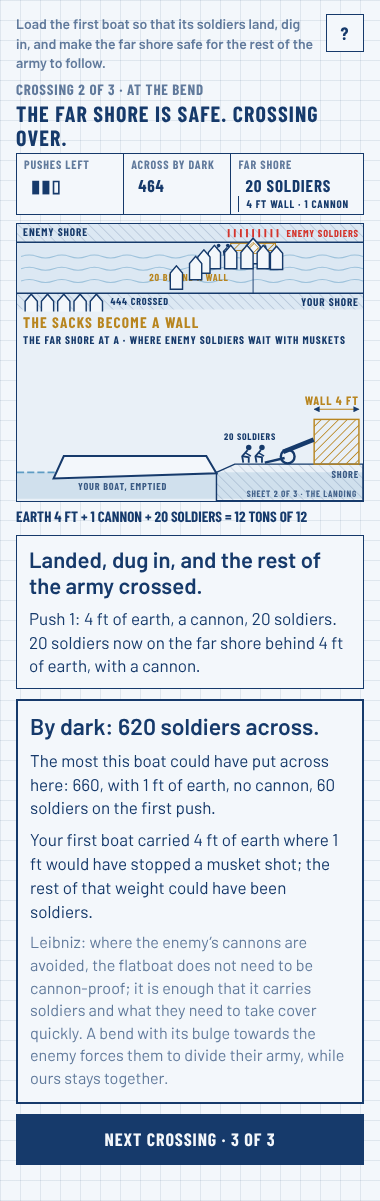 Load the first boat so that its soldiers land, dig
in, and make the far shore safe for the rest of the
army to follow.
?
CROSSING 2 OF 3 · AT THE BEND
THE FAR SHORE IS SAFE. CROSSING
OVER.
PUSHES LEFT
ACROSS BY DARK
464
FAR SHORE
20 SOLDIERS
4 FT WALL · 1 CANNON
ENEMY SHORE
ENEMY SOLDIERS
20 WALL
444 CROSSED
YOUR SHORE
THE SACKS BECOME A WALL
THE FAR SHORE AT A · WHERE ENEMY SOLDIERS WAIT WITH MUSKETS
WALL 4 FT
20 SOLDIERS
SHORE
YOUR BOAT, EMPTIED
SHEET 2 OF 3 · THE LANDING
EARTH 4 FT + 1 CANNON + 20 SOLDIERS = 12 TONS OF 12
Landed, dug in, and the rest of
the army crossed.
Push 1: 4 ft of earth, a cannon, 20 soldiers.
20 soldiers now on the far shore behind 4 ft
of earth, with a cannon.
By dark: 620 soldiers across.
The most this boat could have put across
here: 660, with 1 ft of earth, no cannon, 60
soldiers on the first push.
Your first boat carried 4 ft of earth where 1
ft would have stopped a musket shot; the
rest of that weight could have been
soldiers.
Leibniz: where the enemy’s cannons are
avoided, the flatboat does not need to be
cannon-proof; it is enough that it carries
soldiers and what they need to take cover
quickly. A bend with its bulge towards the
enemy forces them to divide their army, while
ours stays together.
NEXT CROSSING · 3 OF 3